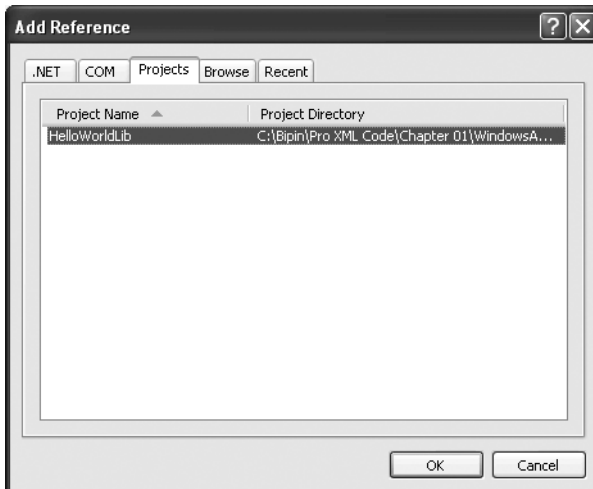 Add Reference
.NET COM Projects Browse Recent
Project Name Project Directory
HelloWorldLib C:\Bipin\Pro XML Code\Chapter 01\WindowsA...
OK Cancel